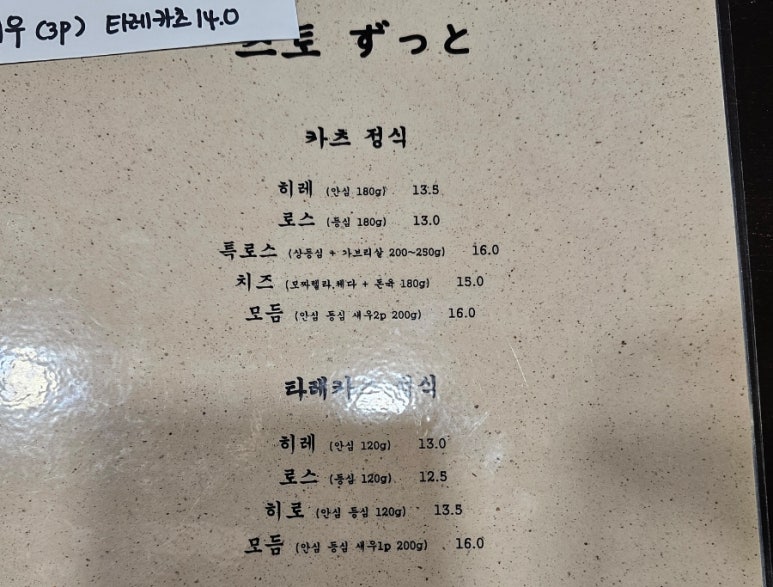 (3p) 타레카츠 14.0
즈토 ずっと
카츠 정식
히레 (안심 180g) 13.5
로스 (등심 180g) 13.0
특로스 (상등심 + 가브리살 200~250g) 16.0
치즈 (모짜렐라,체다 + 돈육 180g) 15.0
모듬 (안심 등심 새우2p 200g) 16.0
타래카츠 정식
히레 (안심 120g) 13.0
로스 (등심 120g) 12.5
히로 (안심 등심 120g) 13.5
모듬 (안심 등심 새우1p 200g) 16.0